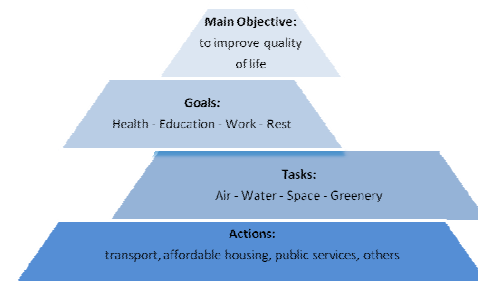 Main Objective:
to improve quality
of life
Goals:
Health - Education - Work - Rest
Tasks:
Air - Water - Space - Greenery
Actions:
transport, affordable housing, public services, others